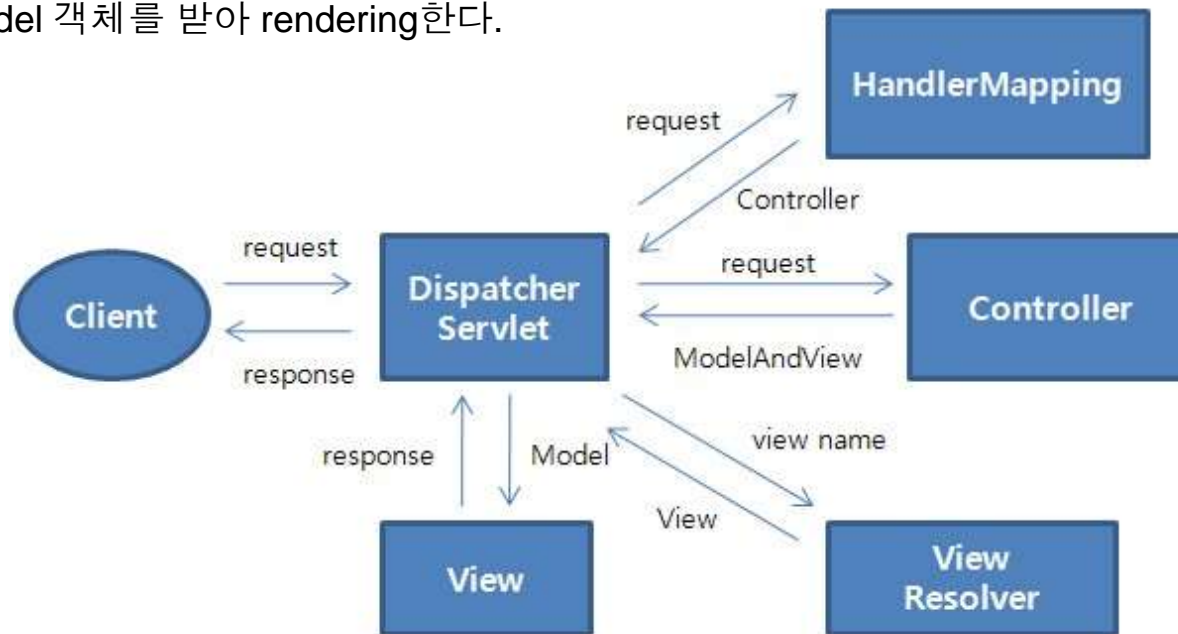 del 객체를 받아 rendering한다.
HandlerMapping
request
Controller
request
Client
request
response
Dispatcher
Servlet
ModelAndView
Controller
response
Model
view name
View
View
View
Resolver